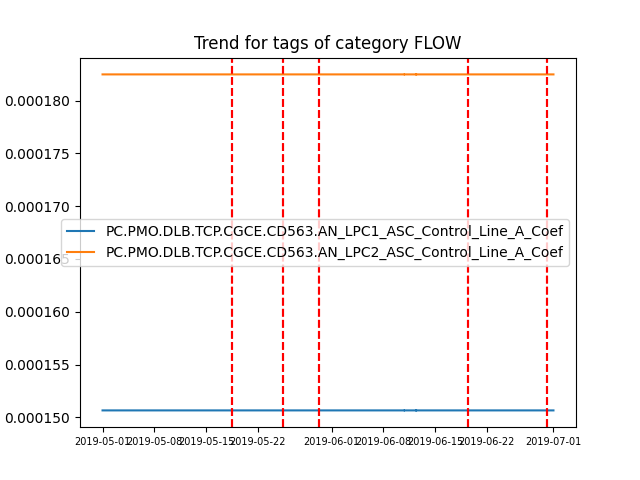 Trend for tags of category FLOW
0.000180
0.000175
0.000170
0.000165
0.000160
0.000155
0.000150
PC.PMO.DLB.TCP.CGCE.CD563.AN_LPC1_ASC_Control_Line_A_Coef
PC.PMO.DLB.TCP.CGCE.CD563.AN_LPC2_ASC_Control_Line_A_Coef
2019-05-01 2019-05-08 2019-05-15 2019-05-22 2019-06-01 2019-06-08 2019-06-15 2019-06-22 2019-07-01